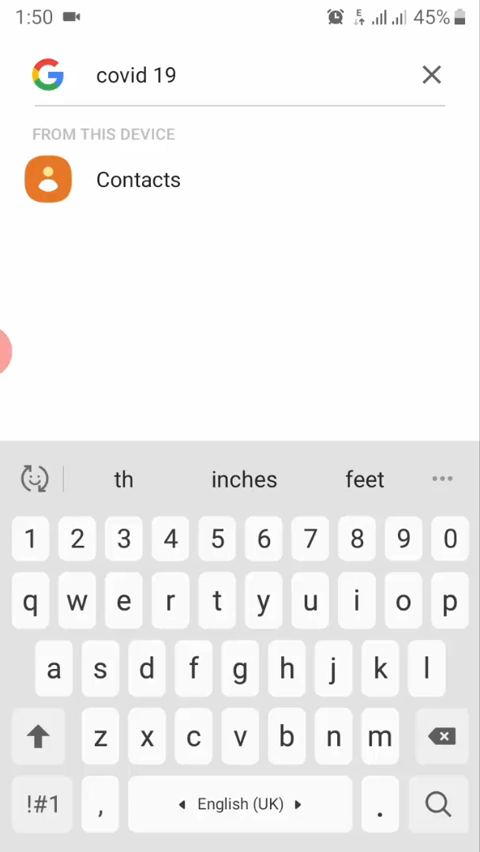 1:50 E 45%
covid 19
FROM THIS DEVICE
Contacts
th inches feet
1 2 3 4 5 6 7 8 9 0
q w e r t y u i o p
a s d f g h j k l
z x c v b n m
!#1 , English (UK) .